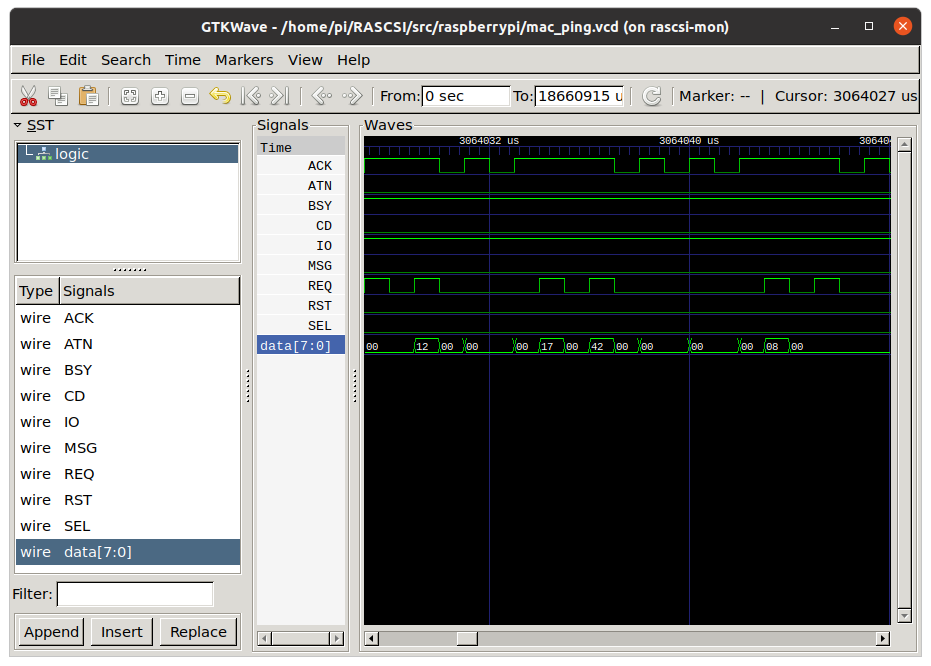 GTKWave - /home/pi/RASCSI/src/raspberrypi/mac_ping.vcd (on rascsi-mon)
File Edit Search Time Markers View Help
From: 0 sec To: 18660915 u Marker: -- | Cursor: 3064027 us
SST
logic
Type Signals
wire ACK
wire ATN
wire BSY
wire CD
wire IO
wire MSG
wire REQ
wire RST
wire SEL
wire data[7:0]
Filter:
Append Insert Replace
Signals
Time
ACK
ATN
BSY
CD
IO
MSG
REQ
RST
SEL
data[7:0]
Waves
3064032 us 3064040 us 30640
00 12 00 00 00 17 00 42 00 00 00 00 08 00